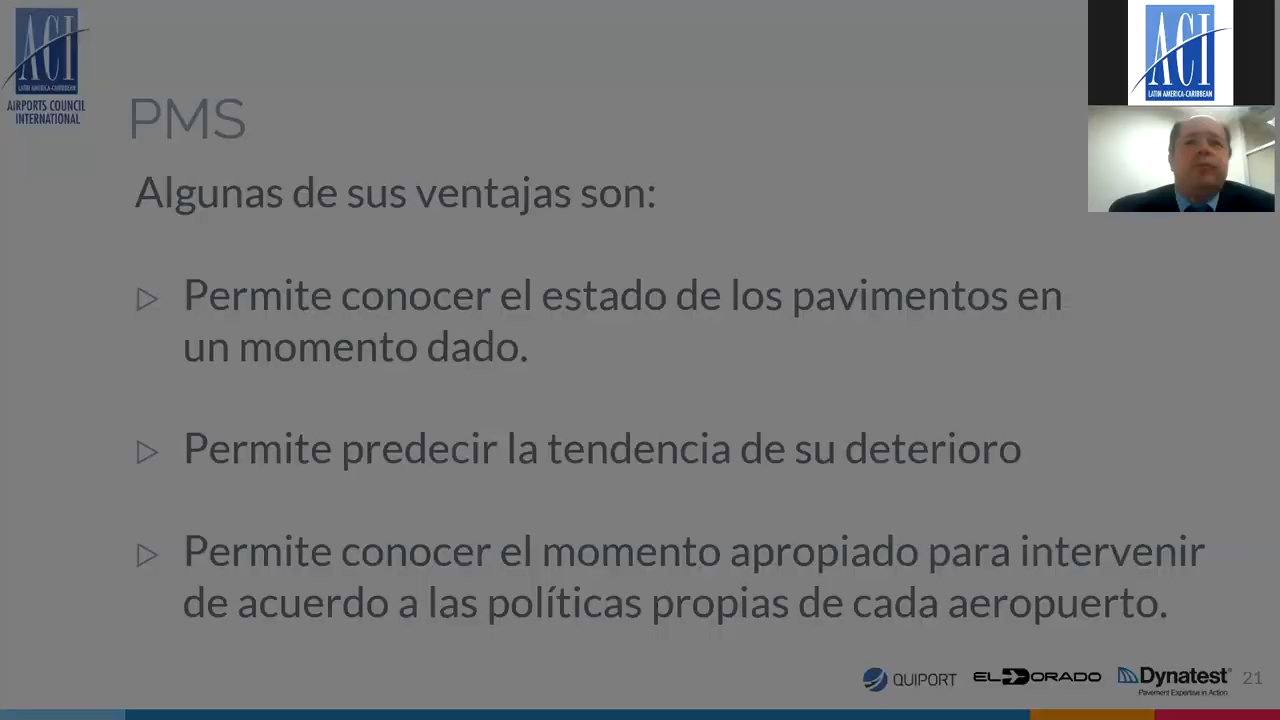 ACI
LATIN AMERICA-CARIBBEAN
AIRPORTS COUNCIL
INTERNATIONAL
ACI
LATIN AMERICA-CARIBBEAN
PMS
Algunas de sus ventajas son:
Permite conocer el estado de los pavimentos en
un momento dado.
Permite predecir la tendencia de su deterioro
Permite conocer el momento apropiado para intervenir
de acuerdo a las políticas propias de cada aeropuerto.
QUIPORT EL DORADO Dynatest 21
Pavement Expertise in Action